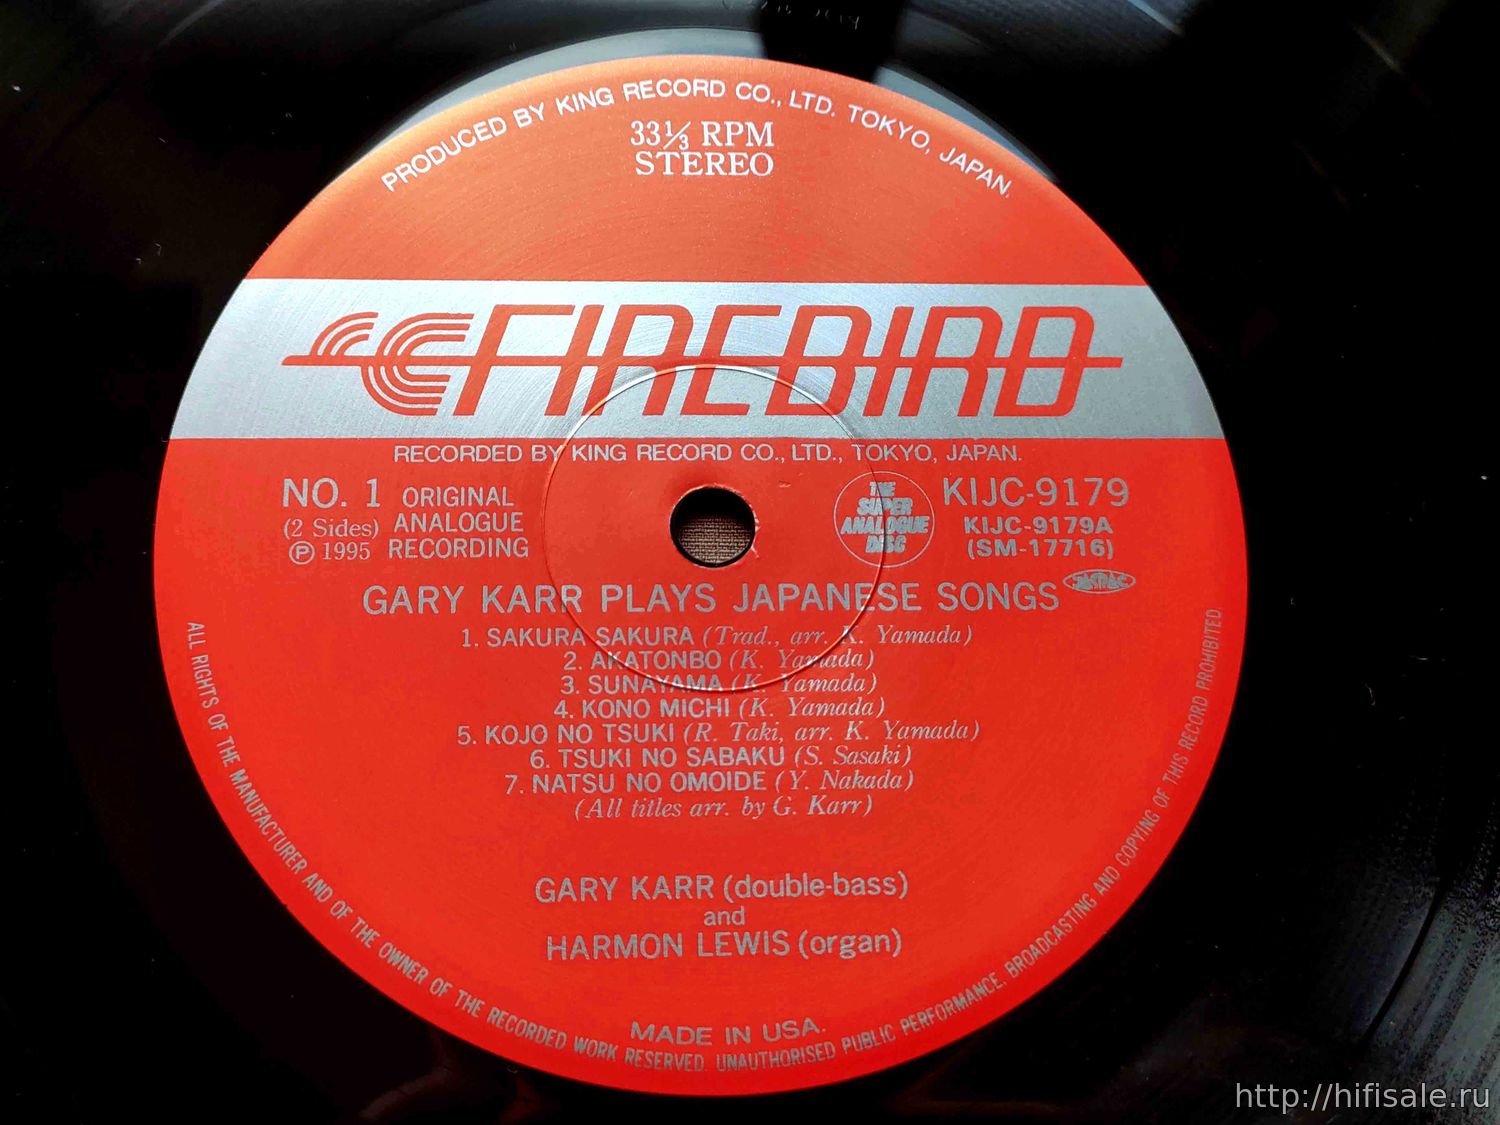 PRODUCED BY KING RECORD CO., LTD. TOKYO, JAPAN.
33⅓ RPM
STEREO
FIREBIRD
RECORDED BY KING RECORD CO., LTD., TOKYO, JAPAN.
NO. 1
(2 Sides)
℗ 1995
ORIGINAL
ANALOGUE
RECORDING
THE
SUPER
ANALOGUE
DISC
KIJC-9179
KIJC-9179A
(SM-17716)
GARY KARR PLAYS JAPANESE SONGS
JASRAC
1. SAKURA SAKURA (Trad., arr. K. Yamada)
2. AKATONBO (K. Yamada)
3. SUNAYAMA (K. Yamada)
4. KONO MICHI (K. Yamada)
5. KOJO NO TSUKI (R. Taki, arr. K. Yamada)
6. TSUKI NO SABAKU (S. Sasaki)
7. NATSU NO OMOIDE (Y. Nakada)
(All titles arr. by G. Karr)
GARY KARR (double-bass)
and
HARMON LEWIS (organ)
MADE IN USA.
ALL RIGHTS OF THE MANUFACTURER AND OF THE OWNER OF THE RECORDED WORK RESERVED. UNAUTHORISED PUBLIC PERFORMANCE, BROADCASTING AND COPYING OF THIS RECORD PROHIBITED.
http://hifisale.ru